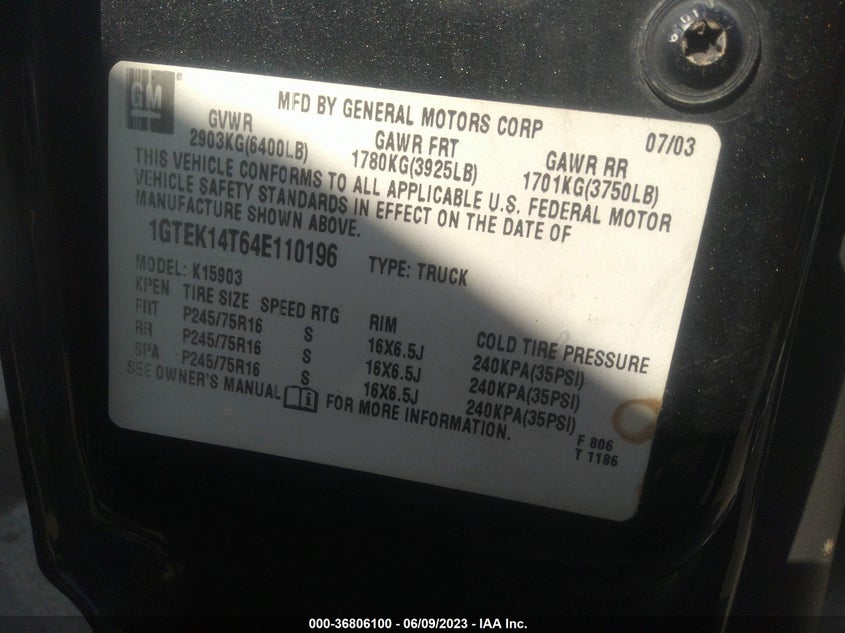 GM ®
MFD BY GENERAL MOTORS CORP 07/03
GVWR GAWR FRT GAWR RR
2903KG(6400LB) 1780KG(3925LB) 1701KG(3750LB)
THIS VEHICLE CONFORMS TO ALL APPLICABLE U.S. FEDERAL MOTOR
VEHICLE SAFETY STANDARDS IN EFFECT ON THE DATE OF
MANUFACTURE SHOWN ABOVE.
1GTEK14T64E110196 TYPE: TRUCK
MODEL: K15903
KPEN TIRE SIZE SPEED RTG RIM COLD TIRE PRESSURE
FRT P245/75R16 S 16X6.5J 240KPA(35PSI)
RR P245/75R16 S 16X6.5J 240KPA(35PSI)
SPA P245/75R16 S 16X6.5J 240KPA(35PSI)
SEE OWNER'S MANUAL i FOR MORE INFORMATION.
F 806
T 1186
000-36806100 - 06/09/2023 - IAA Inc.